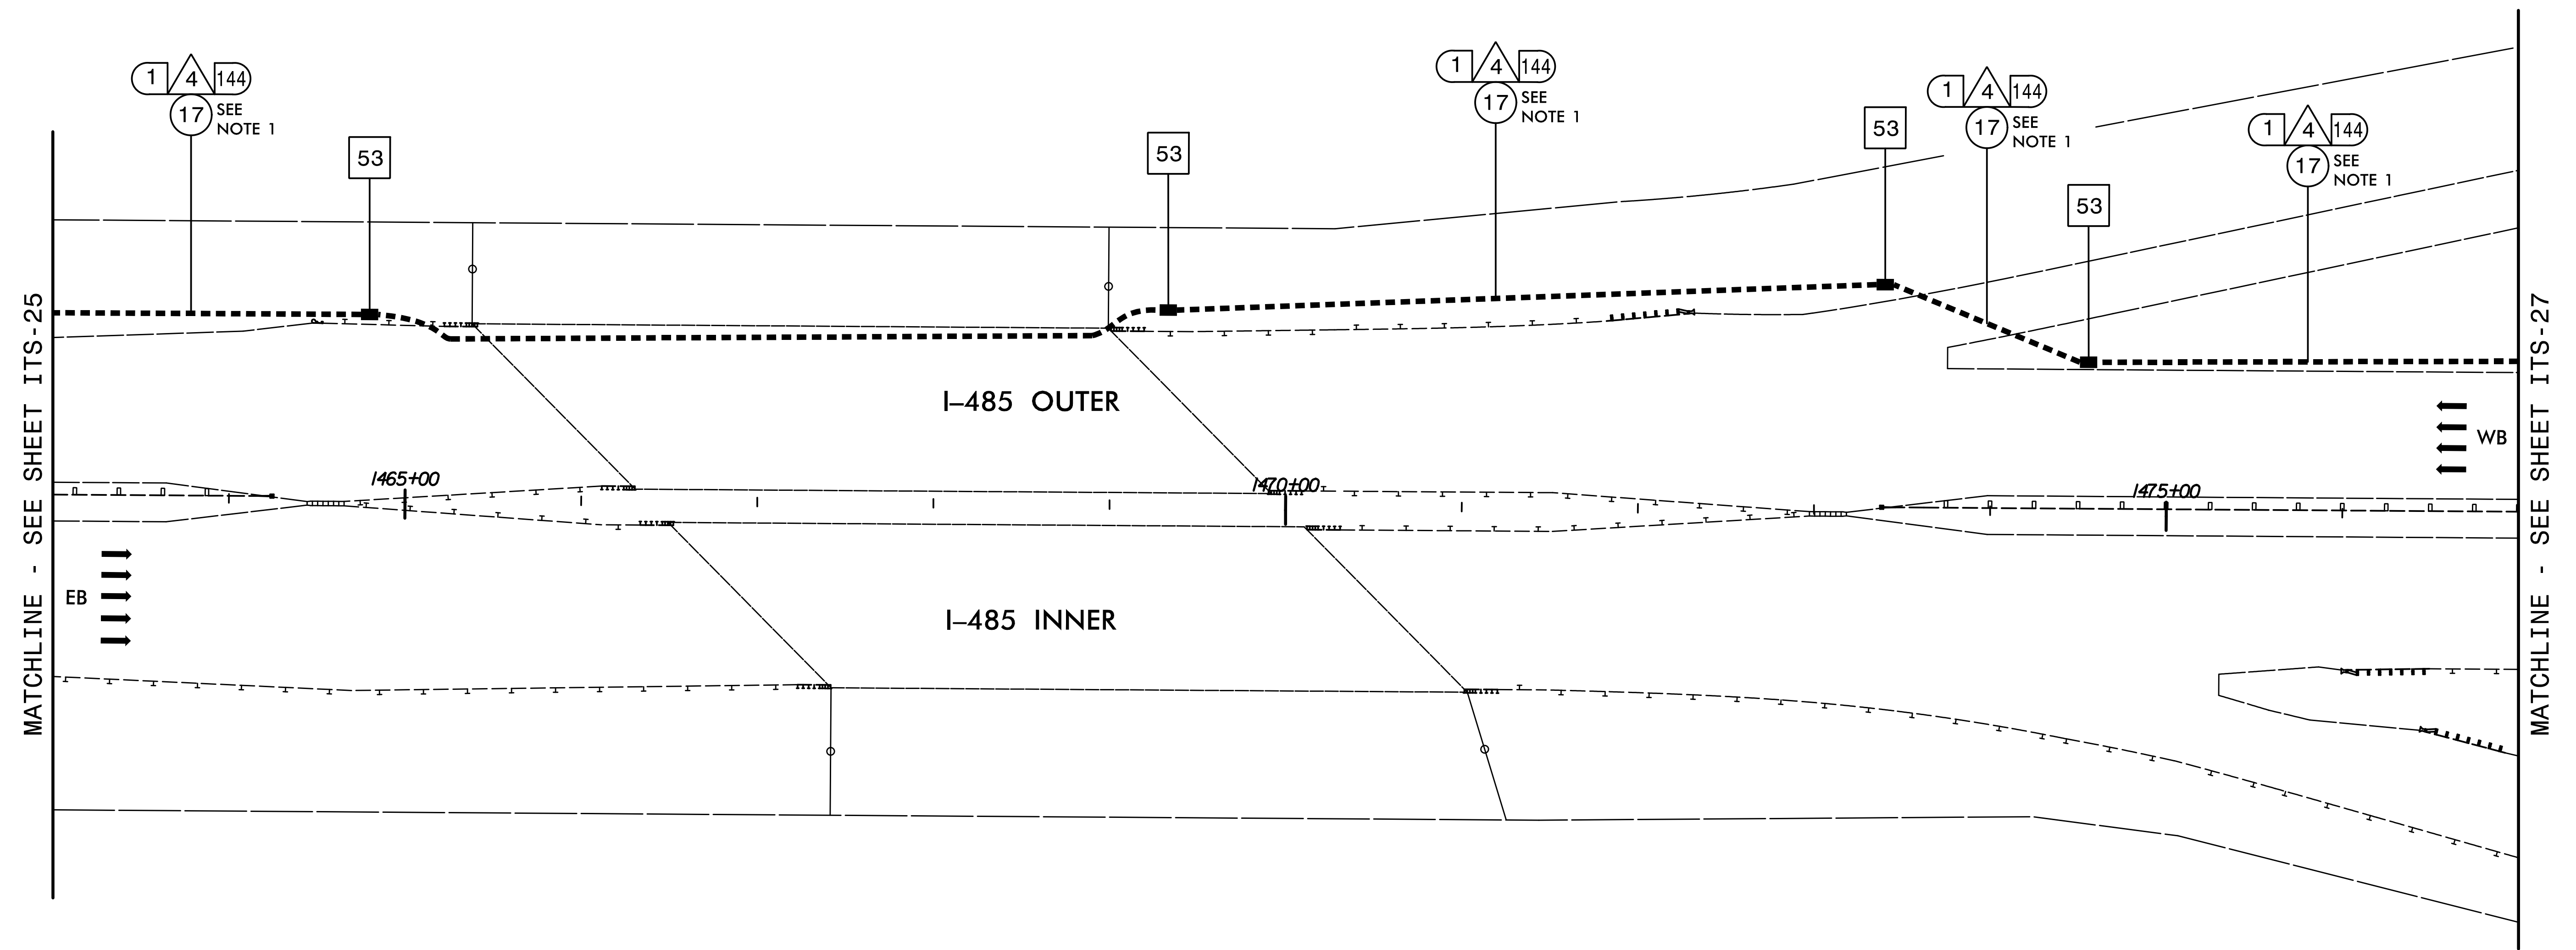 1 4 144
17 SEE
NOTE 1
53
53
1 4 144
17 SEE
NOTE 1
53
1 4 144
17 SEE
NOTE 1
53
1 4 144
17 SEE
NOTE 1
MATCHLINE - SEE SHEET ITS-25
I-485 OUTER
WB
1465+00
1470+00
1475+00
EB
I-485 INNER
MATCHLINE - SEE SHEET ITS-27